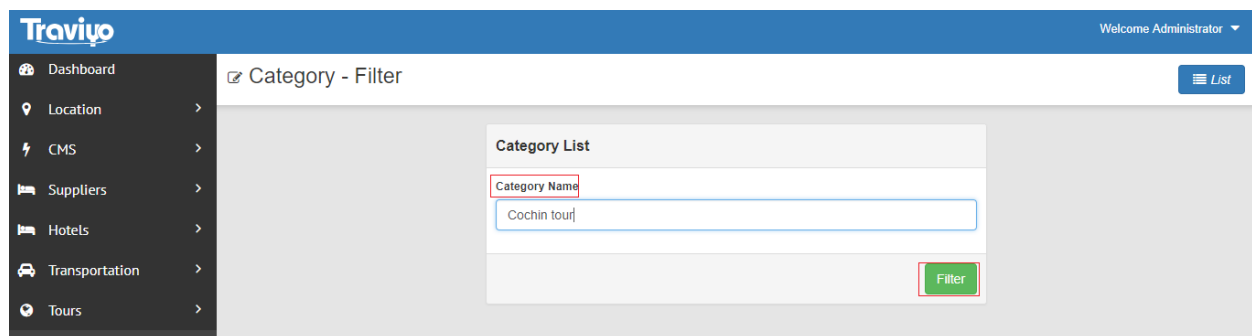 Traviyo
Welcome Administrator
Dashboard
Category - Filter
List
Location
CMS
Category List
Suppliers
Category Name
Cochin tour
Hotels
Transportation
Filter
Tours